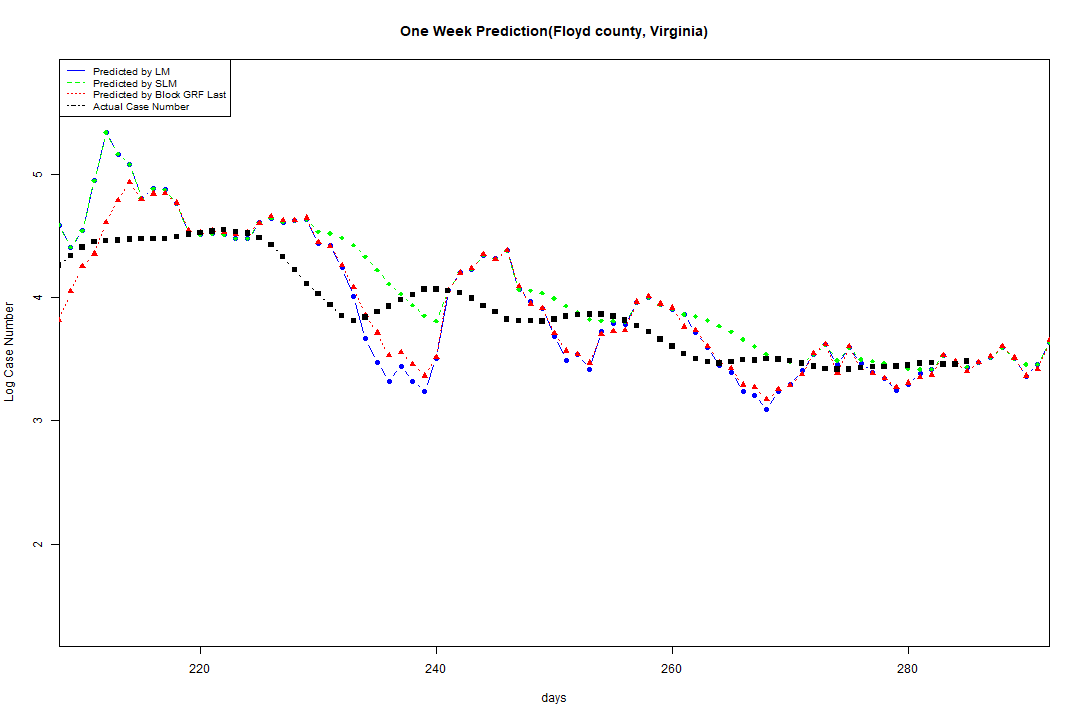 One Week Prediction(Floyd county, Virginia)
Predicted by LM
Predicted by SLM
Predicted by Block GRF Last
Actual Case Number
5
4
3
2
Log Case Number
220
240
260
280
days